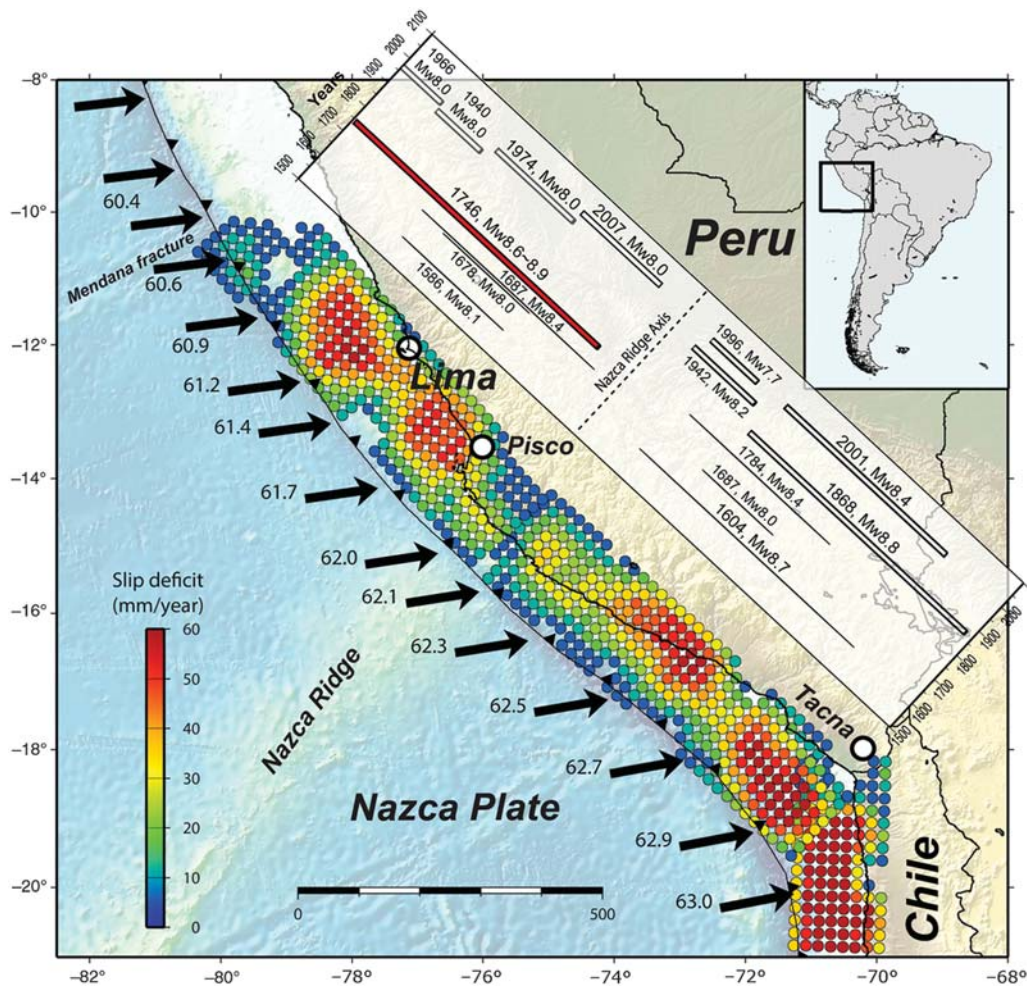 1500 1600 1700 1800 1900 2000 2100
Years
1966
Mw8.0
1940
Mw8.0
1974, Mw8.0
2007, Mw8.0
1746, Mw8.6~8.9
1687, Mw8.4
1678, Mw8.0
1586, Mw8.1
Nazca Ridge Axis
1996, Mw7.7
1942, Mw8.2
2001, Mw8.4
1868, Mw8.8
1784, Mw8.4
1687, Mw8.0
1604, Mw8.7
1500 1600 1700 1800 1900 2000
Peru
Lima
Pisco
Tacna
Chile
Mendana fracture
Nazca Ridge
Nazca Plate
60.4
60.6
60.9
61.2
61.4
61.7
62.0
62.1
62.3
62.5
62.7
62.9
63.0
Slip deficit
(mm/year)
60
50
40
30
20
10
0
0 500
−8°
−10°
−12°
−14°
−16°
−18°
−20°
−82° −80° −78° −76° −74° −72° −70° −68°